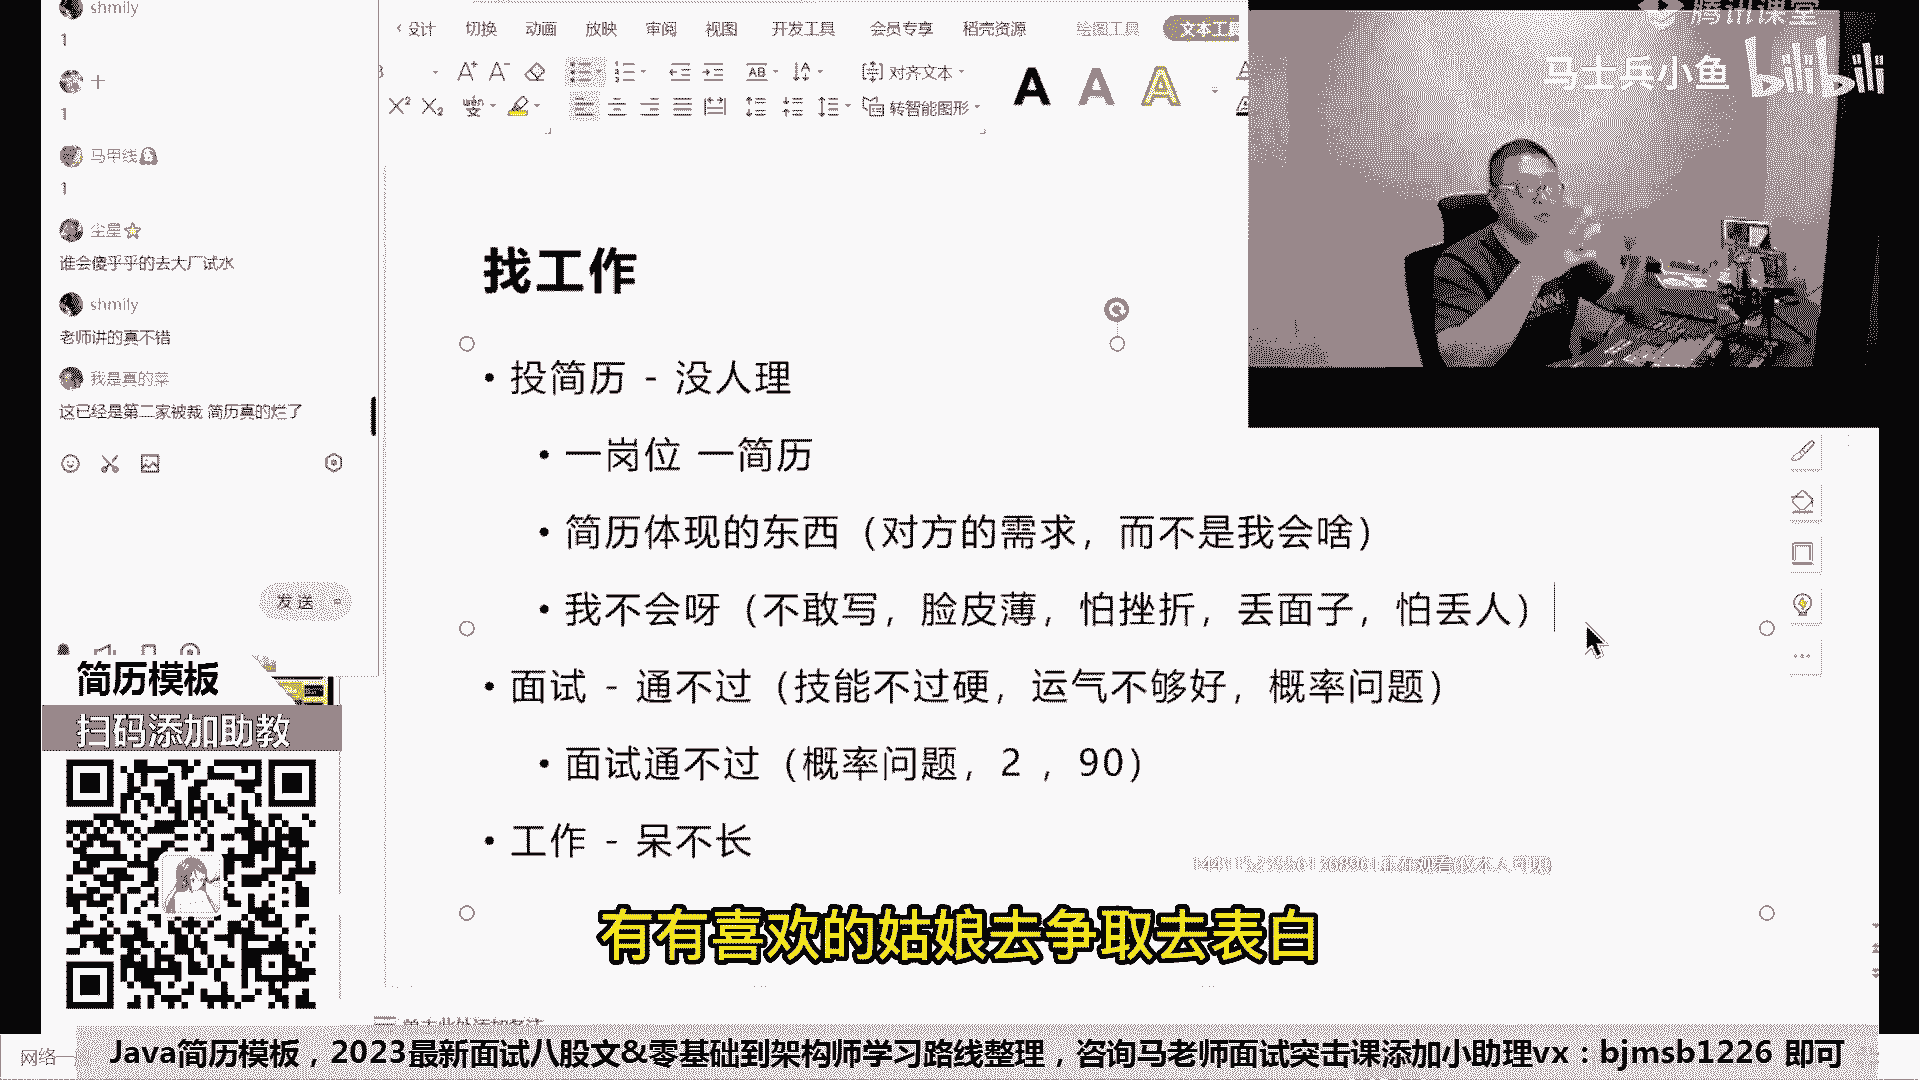 shmily
1
十
1
马甲线
1
尘星
谁会傻乎乎的去大厂试水
shmily
老师讲的真不错
我是真的菜
这已经是第二家被裁 简历真的烂了
发送
设计 切换 动画 放映 审阅 视图 开发工具 会员专享 稻壳资源 绘图工具 文本工具
对齐文本
转智能图形
腾讯课堂
马士兵小鱼 bilibili
找工作
• 投简历 - 没人理
• 一岗位 一简历
• 简历体现的东西（对方的需求，而不是我会啥）
• 我不会呀（不敢写，脸皮薄，怕挫折，丢面子，怕丢人）
• 面试 - 通不过（技能不过硬，运气不够好，概率问题）
• 面试通不过（概率问题，2 ，90）
• 工作 - 呆不长
有有喜欢的姑娘去争取去表白
简历模板
扫码添加助教
单击此处添加备注
网络
Java简历模板，2023最新面试八股文&零基础到架构师学习路线整理，咨询马老师面试突击课添加小助理vx：bjmsb1226 即可